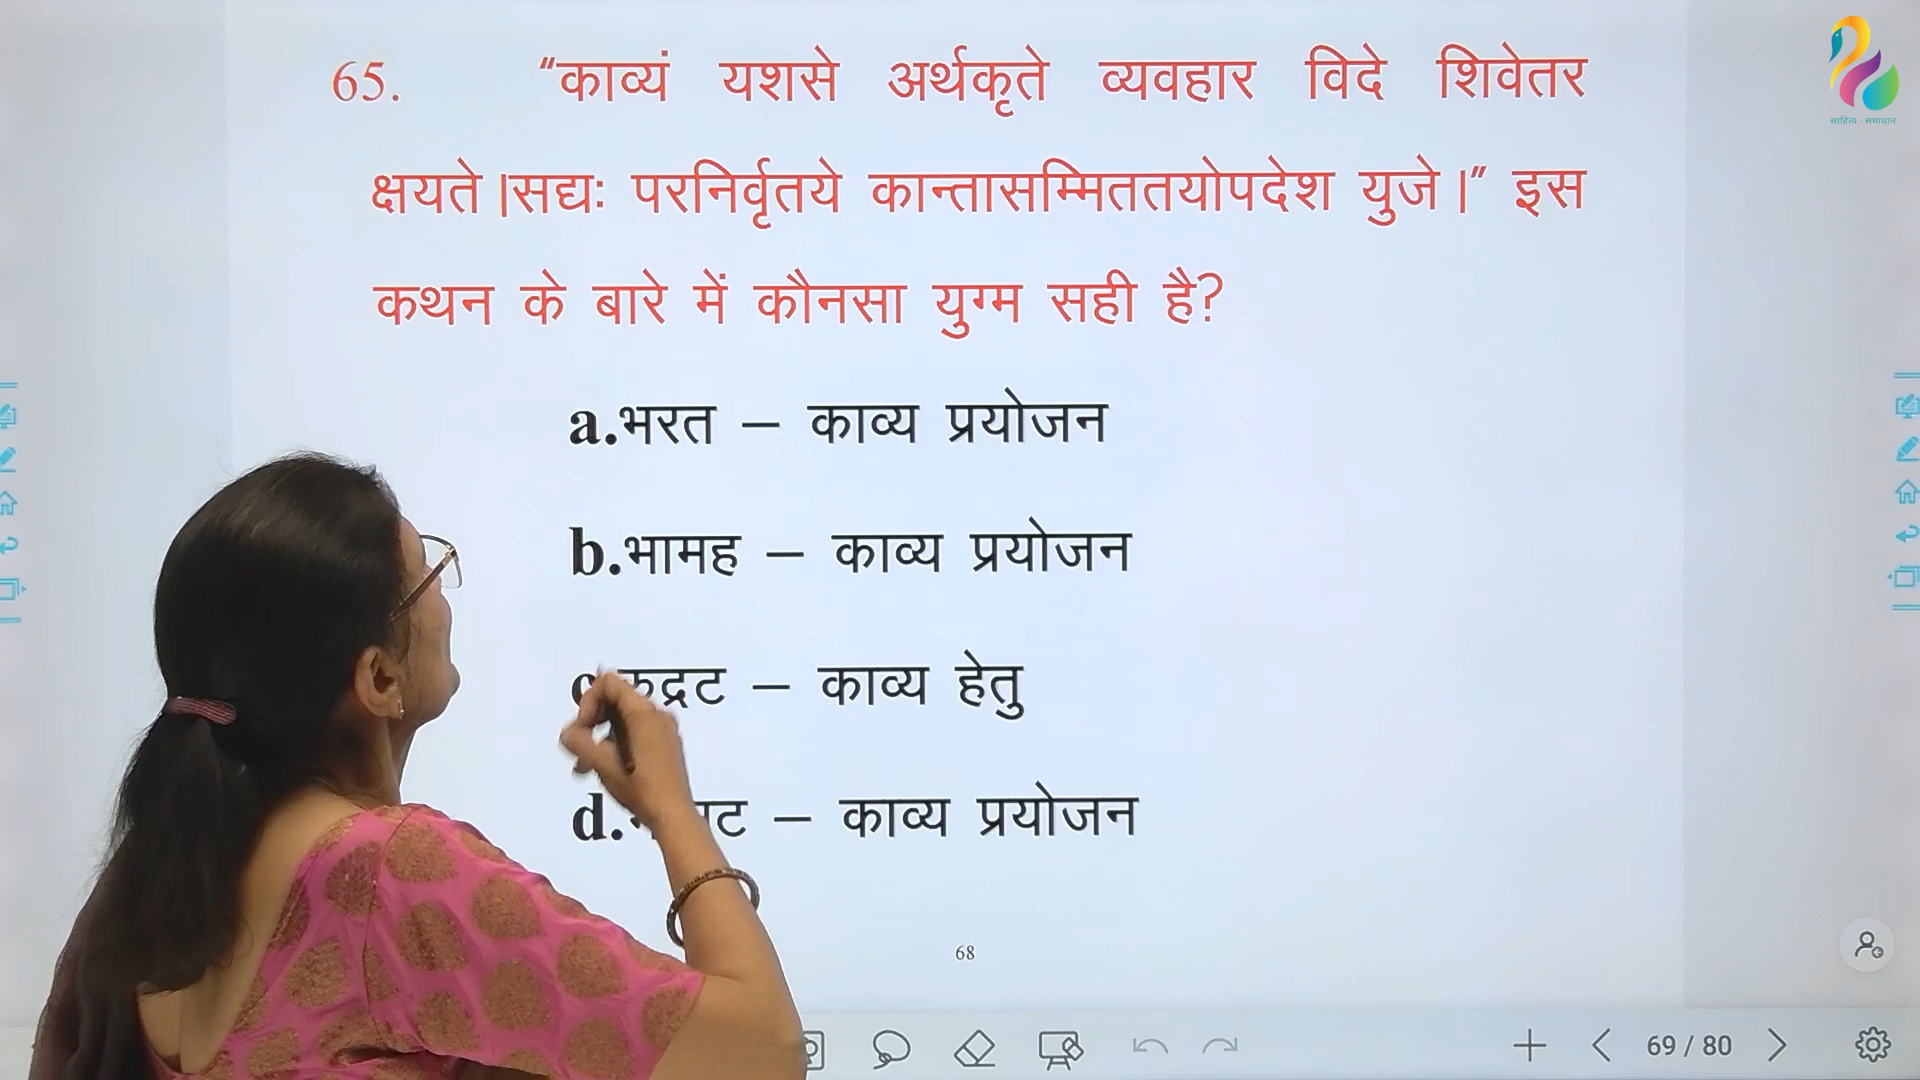 साहित्य - समाधान
65. “काव्यं यशसे अर्थकृते व्यवहार विदे शिवेतर
क्षयते |सद्यः परनिर्वृतये कान्तासम्मिततयोपदेश युजे |” इस
कथन के बारे में कौनसा युग्म सही है?
a.भरत – काव्य प्रयोजन
b.भामह – काव्य प्रयोजन
रुद्रट – काव्य हेतु
d. – काव्य प्रयोजन
68
69 / 80